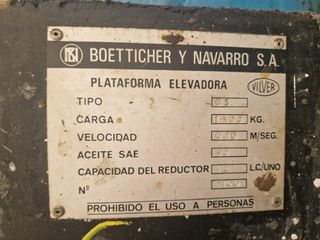 BOETTICHER Y NAVARRO S.A.
PLATAFORMA ELEVADORA
VILVER
TIPO
CARGA KG.
VELOCIDAD M/SEG.
ACEITE SAE
CAPACIDAD DEL REDUCTOR LC/UNO
Nº
PROHIBIDO EL USO A PERSONAS